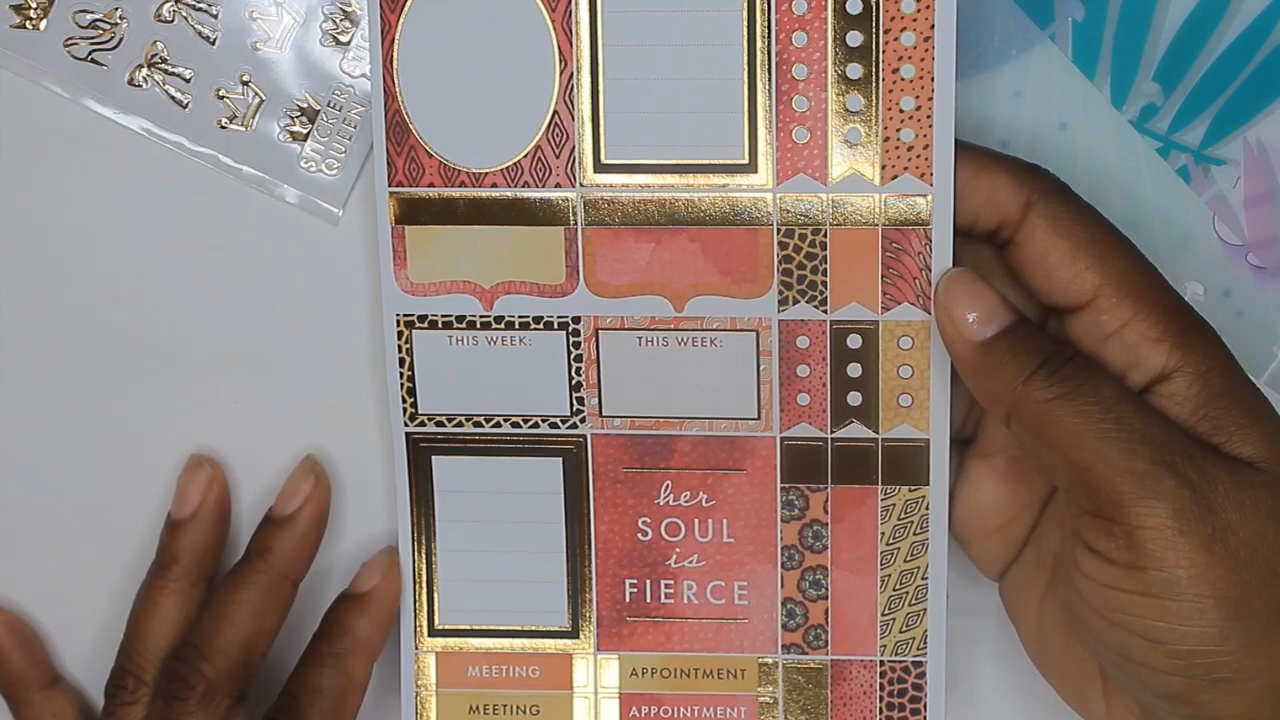 STICKER
QUEEN
THIS WEEK:
THIS WEEK:
her
SOUL
is
FIERCE
MEETING
APPOINTMENT
MEETING
APPOINTMENT